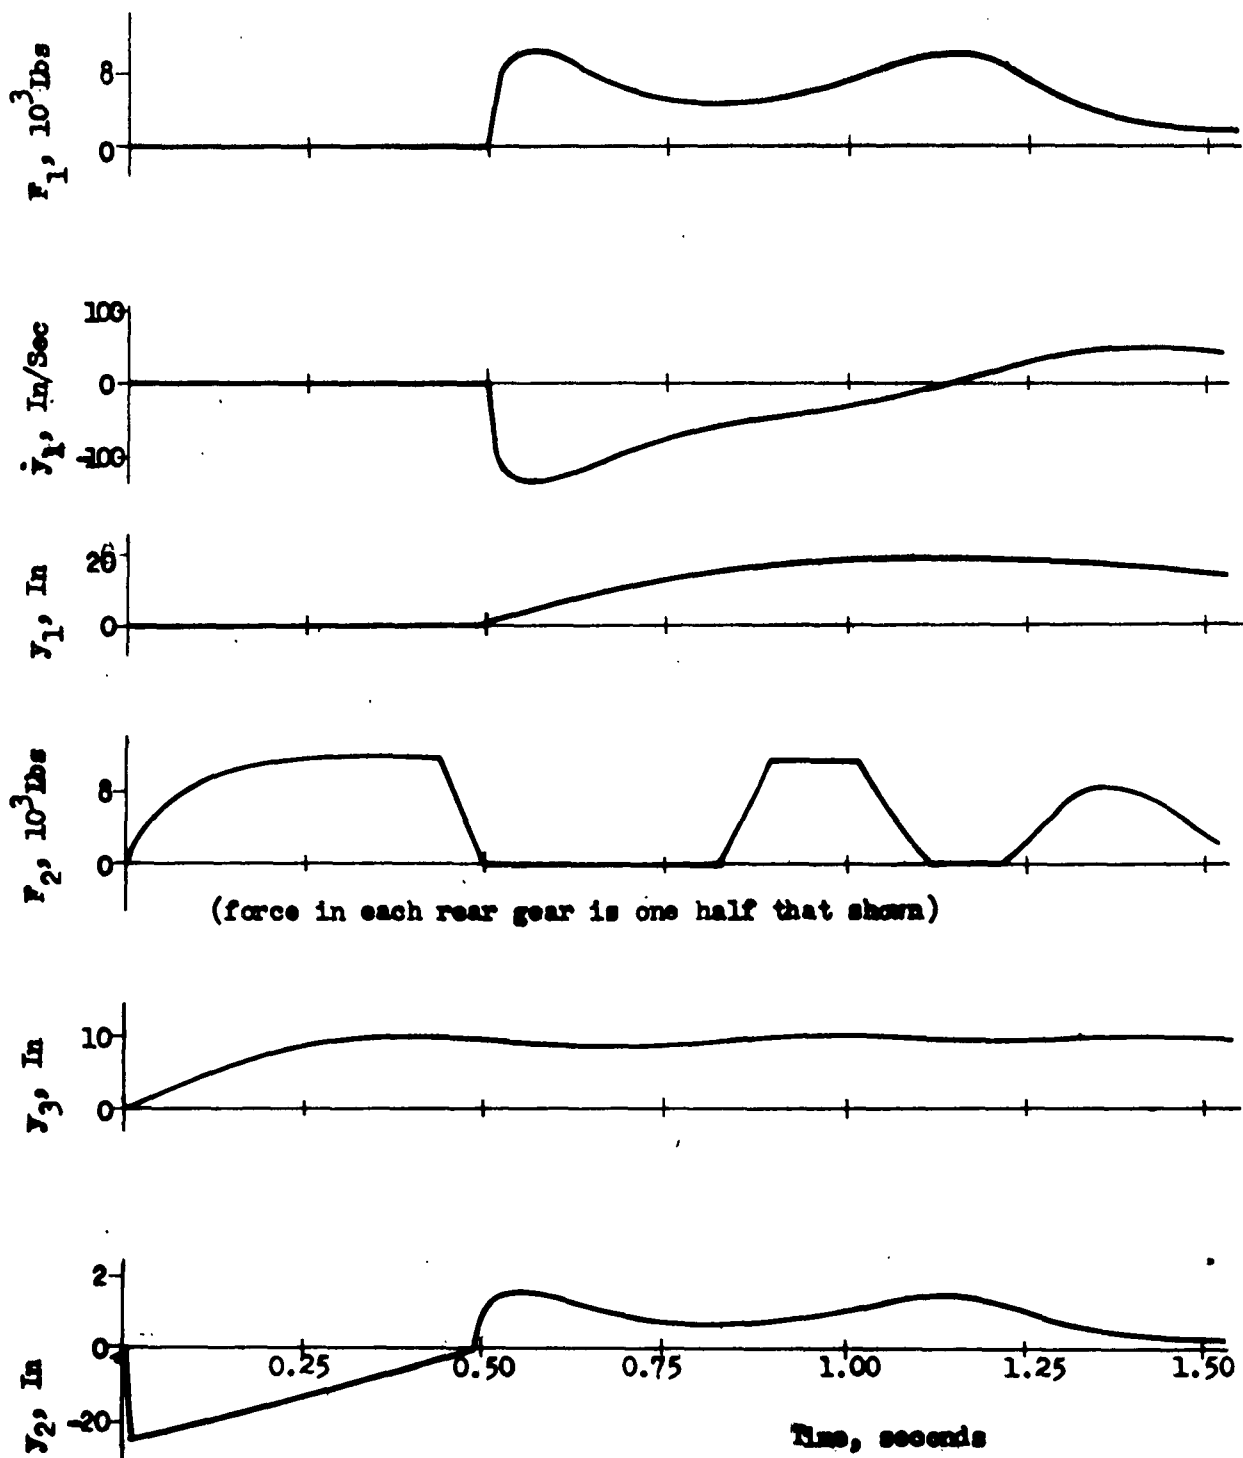 F1, 10^3 Lbs
8
0
ẏ1, In/Sec
100
0
-100
y1, In
20
0
F2, 10^3 Lbs
8
0
(force in each rear gear is one half that shown)
y3, In
10
0
y2, In
2
0
-20
0.25 0.50 0.75 1.00 1.25 1.50
Time, seconds